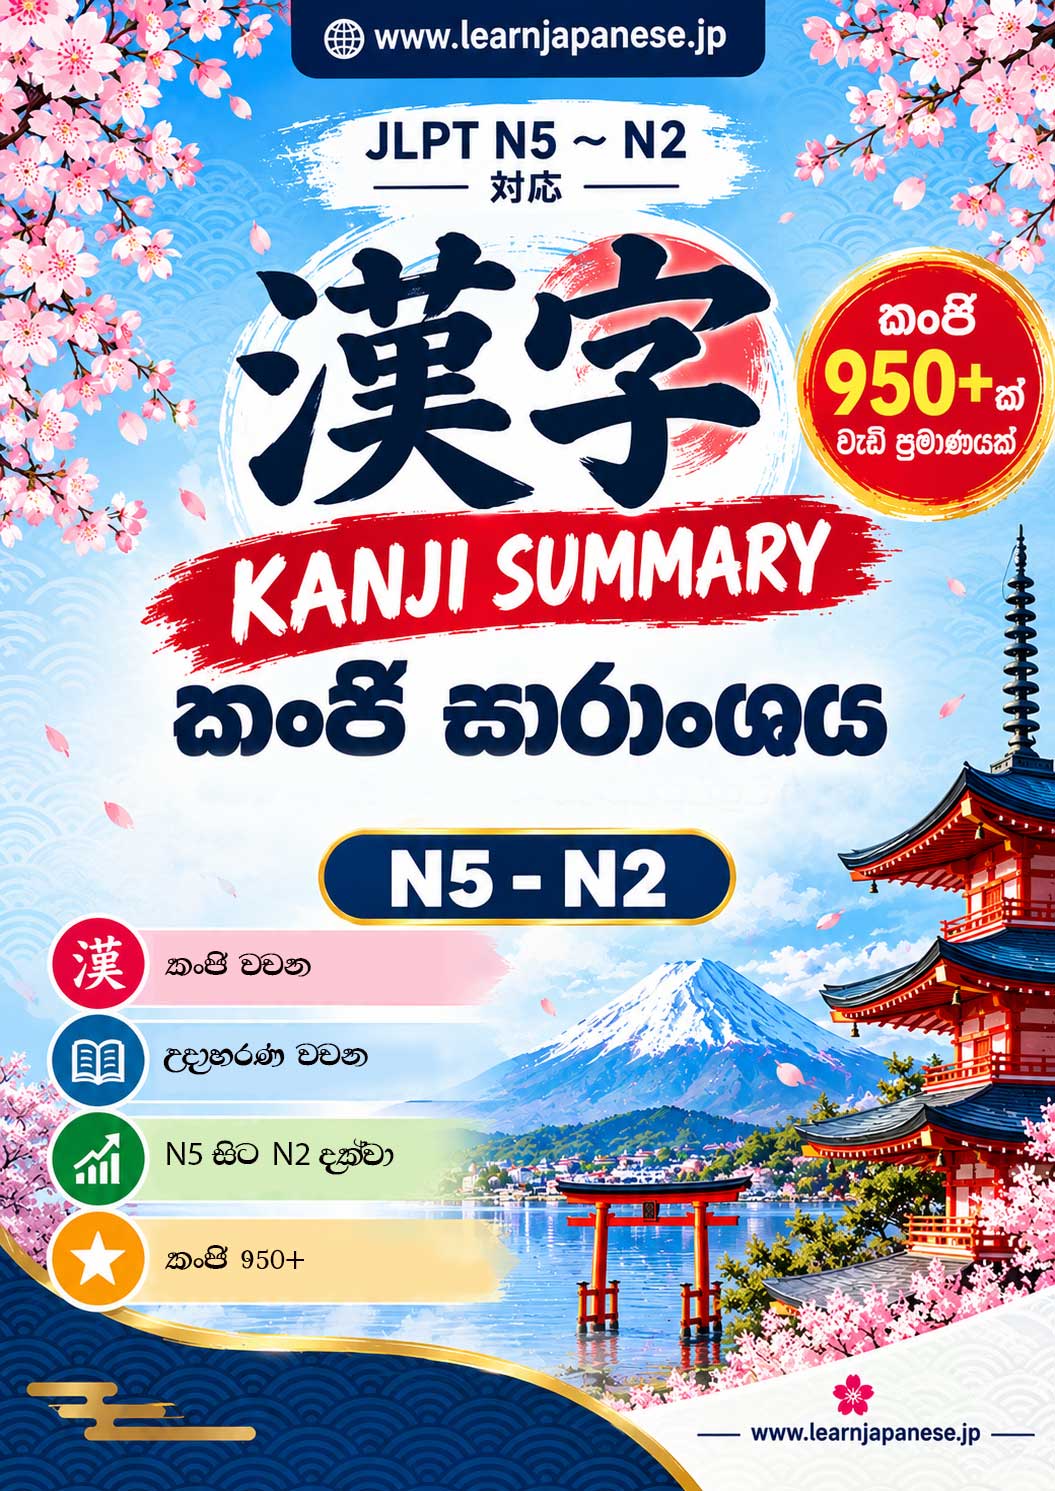 www.learnjapanese.jp
JLPT N5 ～ N2
対応
漢字
කංජි
950+ක්
වැඩි ප්‍රමාණයක්
KANJI SUMMARY
කංජි සාරාංශය
N5 - N2
漢
කංජි වචන
උදාහරණ වචන
N5 සිට N2 දක්වා
කංජි 950+
www.learnjapanese.jp